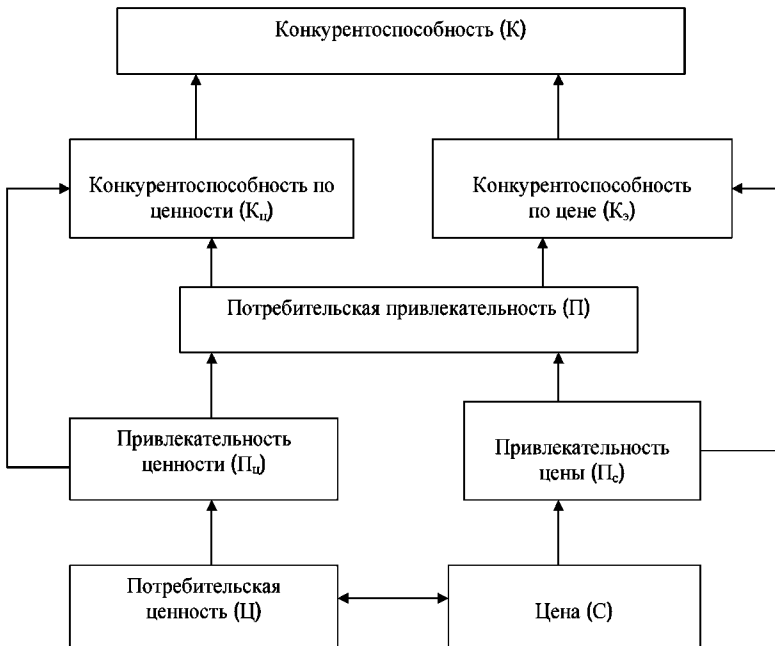 Конкурентоспособность (К)
Конкурентоспособность по
ценности (Кц)
Конкурентоспособность
по цене (Кэ)
Потребительская привлекательность (П)
Привлекательность
ценности (Пц)
Привлекательность
цены (Пс)
Потребительская
ценность (Ц)
Цена (С)